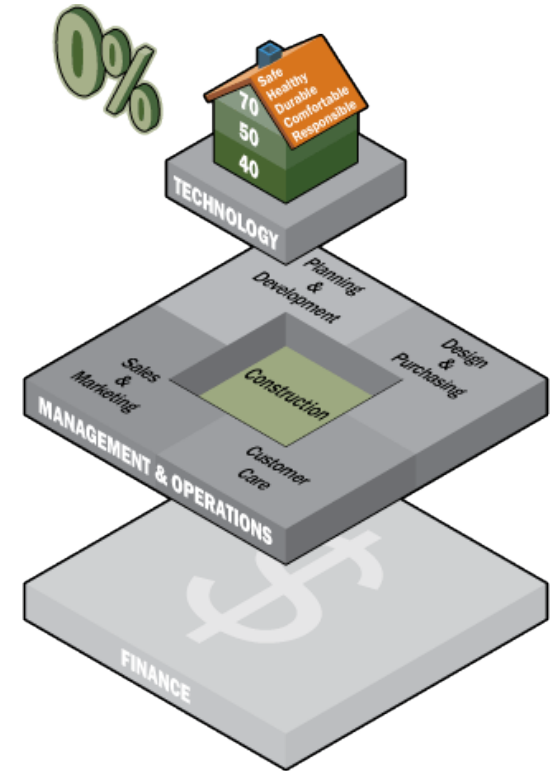 0%
Safe
Healthy
Durable
Comfortable
Responsible
70
50
40
TECHNOLOGY
Planning
&
Development
Design
&
Purchasing
Sales
&
Marketing
Construction
Customer
Care
MANAGEMENT & OPERATIONS
$
FINANCE